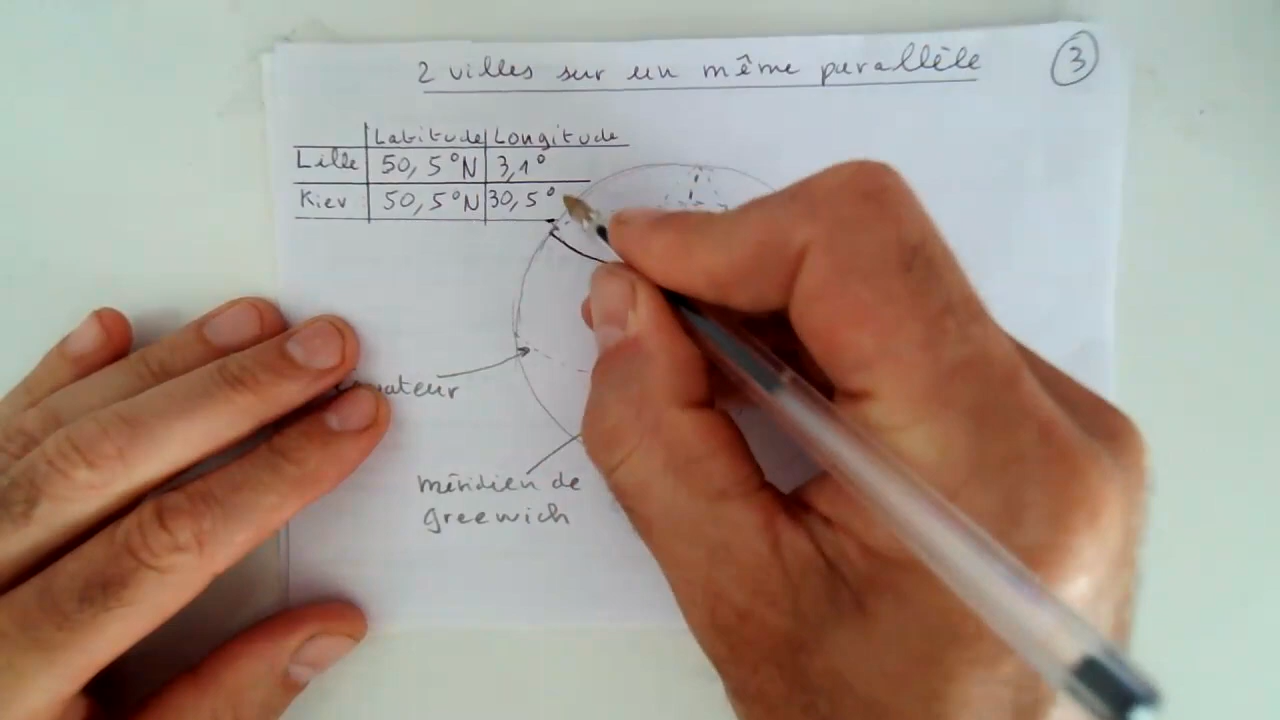 2 villes sur un même parallèle
3
Latitude Longitude
Lille 50,5°N 3,1°
Kiev 50,5°N 30,5°
méridien de
greewich